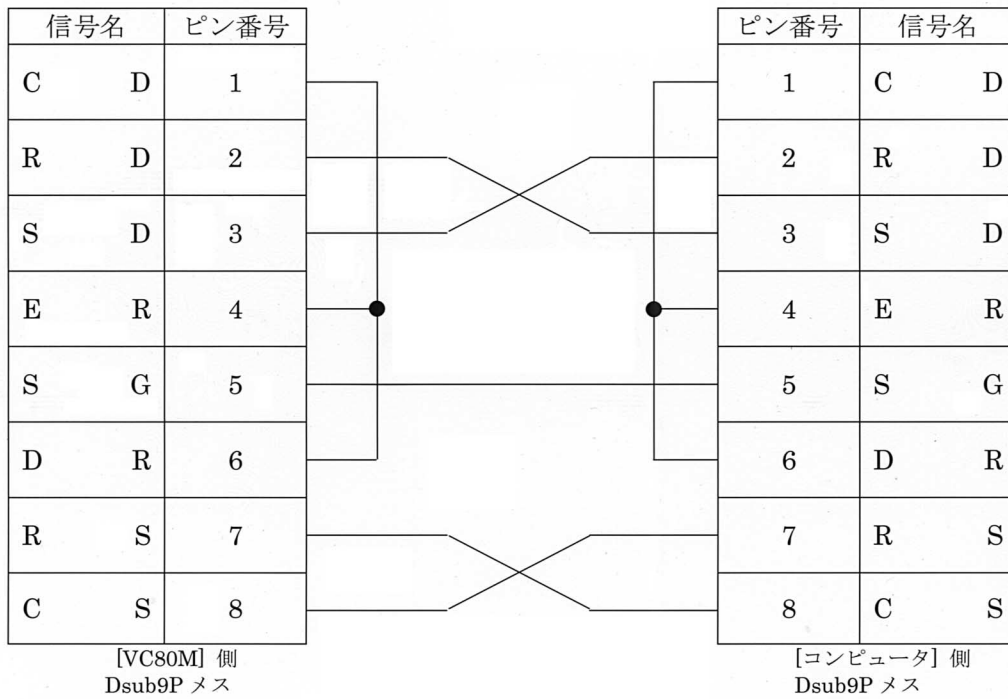 信号名 ピン番号 ピン番号 信号名
C D 1 1 C D
R D 2 2 R D
S D 3 3 S D
E R 4 4 E R
S G 5 5 S G
D R 6 6 D R
R S 7 7 R S
C S 8 8 C S
[VC80M] 側 [コンピュータ] 側
Dsub9P メス Dsub9P メス